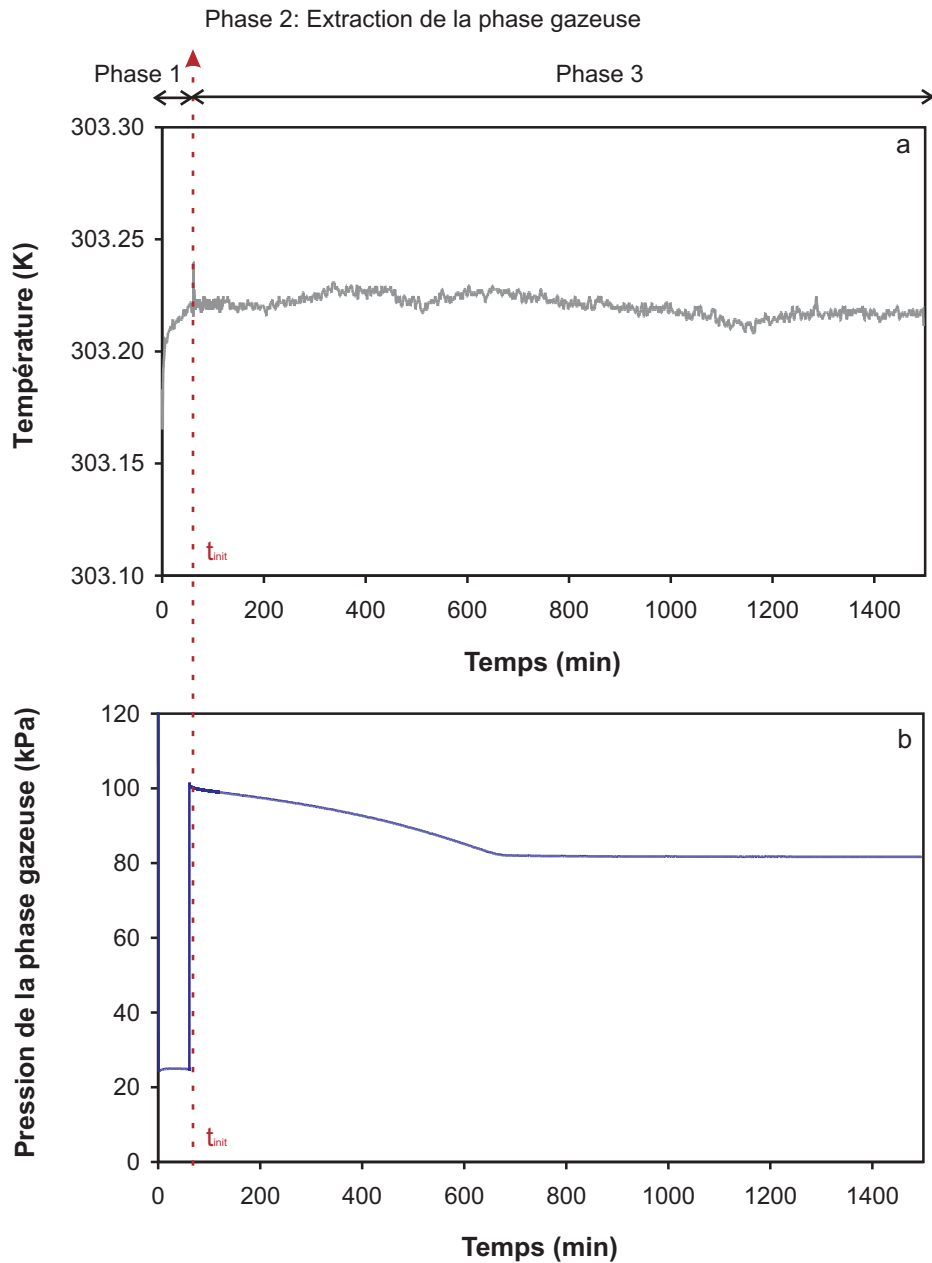 Phase 2: Extraction de la phase gazeuse
Phase 1
Phase 3
303.30
303.25
303.20
303.15
303.10
Température (K)
a
tinit
0 200 400 600 800 1000 1200 1400
Temps (min)
120
100
80
60
40
20
0
Pression de la phase gazeuse (kPa)
b
tinit
0 200 400 600 800 1000 1200 1400
Temps (min)